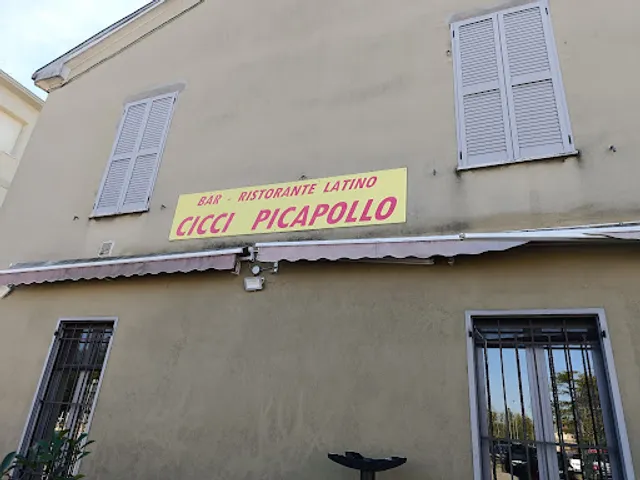 BAR - RISTORANTE LATINO
CICCI PICAPOLLO